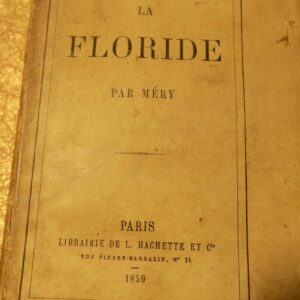 LA
FLORIDE
PAR MÉRY
PARIS
LIBRAIRIE DE L. HACHETTE ET Cie
RUE PIERRE-SARRAZIN, N° 14
1859